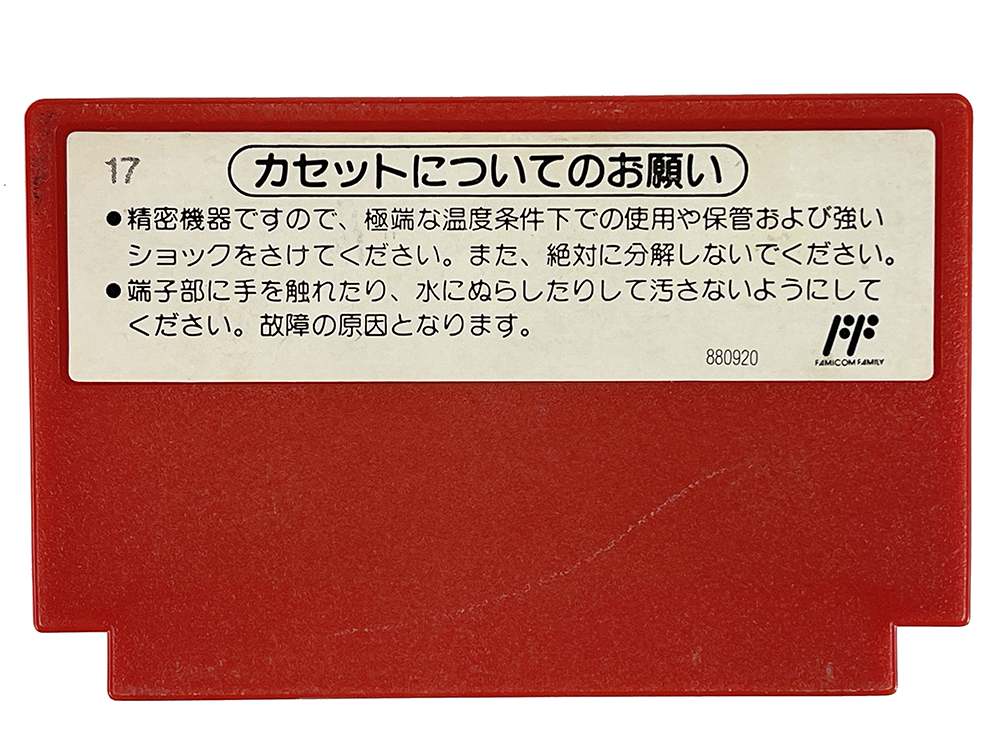 17
カセットについてのお願い
●精密機器ですので、極端な温度条件下での使用や保管および強い
ショックをさけてください。また、絶対に分解しないでください。
●端子部に手を触れたり、水にぬらしたりして汚さないようにして
ください。故障の原因となります。
880920
FF
FAMICOM FAMILY